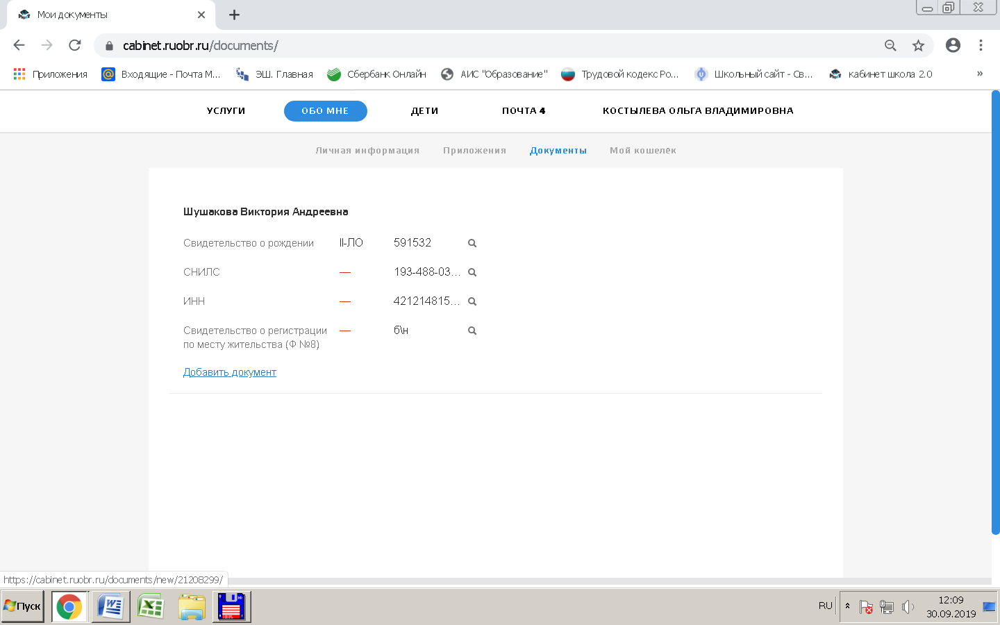 Мои документы
cabinet.ruobr.ru/documents/
Приложения
Входящие - Почта М...
ЭШ. Главная
Сбербанк Онлайн
АИС "Образование"
Трудовой кодекс Ро...
Школьный сайт - Св...
кабинет школа 2.0
»
УСЛУГИ
ОБО МНЕ
ДЕТИ
ПОЧТА 4
КОСТЫЛЕВА ОЛЬГА ВЛАДИМИРОВНА
Личная информация
Приложения
Документы
Мой кошелёк
Шушакова Виктория Андреевна
Свидетельство о рождении II-ЛО 591532
СНИЛС — 193-488-03...
ИНН — 421214815...
Свидетельство о регистрации — б\н
по месту жительства (Ф №8)
Добавить документ
https://cabinet.ruobr.ru/documents/new/21208299/
Пуск
RU
12:09
30.09.2019